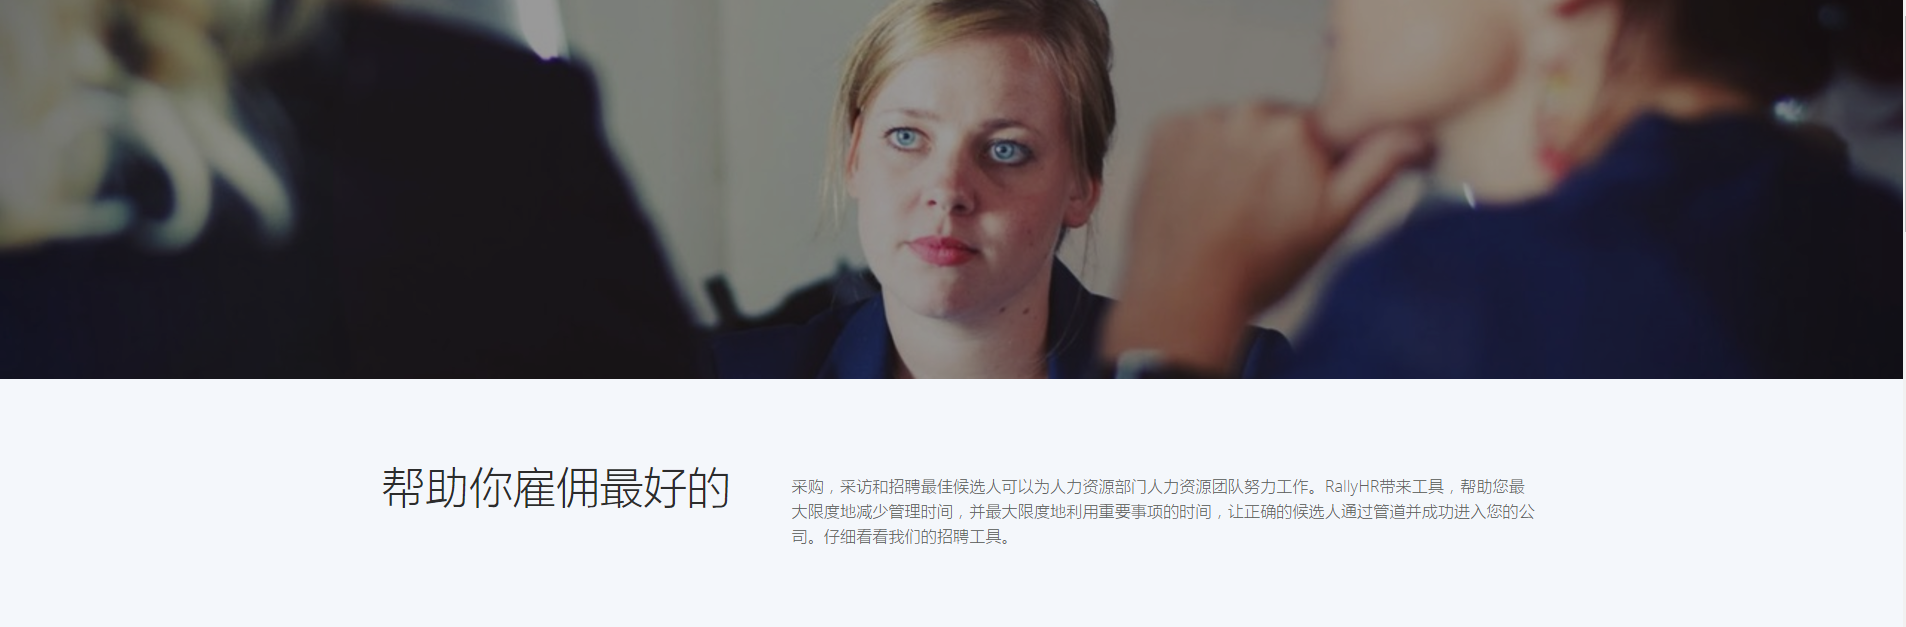 帮助你雇佣最好的
采购，采访和招聘最佳候选人可以为人力资源部门人力资源团队努力工作。RallyHR带来工具，帮助您最
大限度地减少管理时间，并最大限度地利用重要事项的时间，让正确的候选人通过管道并成功进入您的公
司。仔细看看我们的招聘工具。